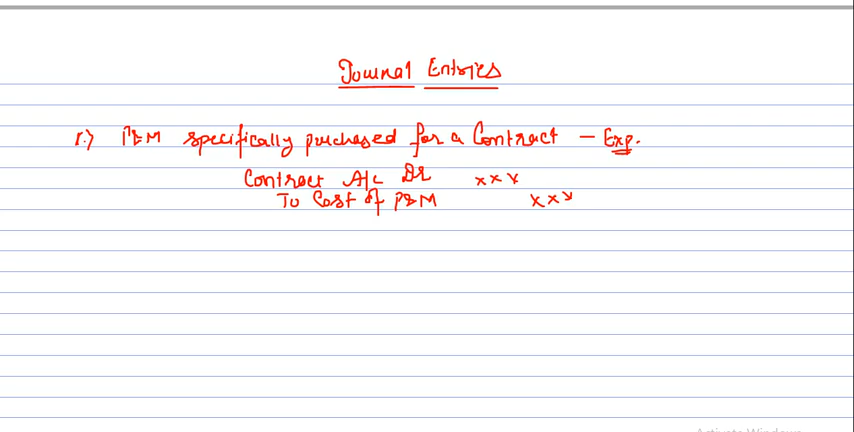 Journal Entries
1.) P&M specifically purchased for a Contract - Exp.
Contract A/c Dr xxx
To Cost of P&M xxx